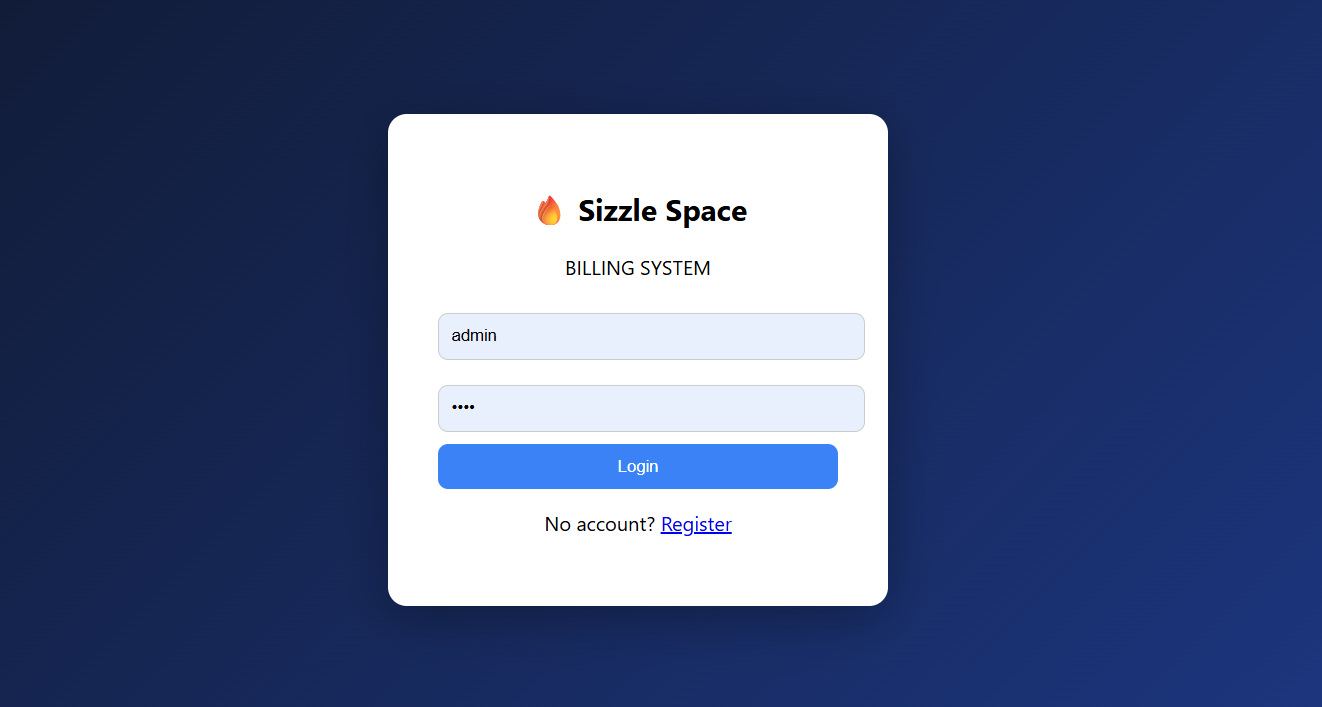 Sizzle Space
BILLING SYSTEM
admin
••••
Login
No account? Register